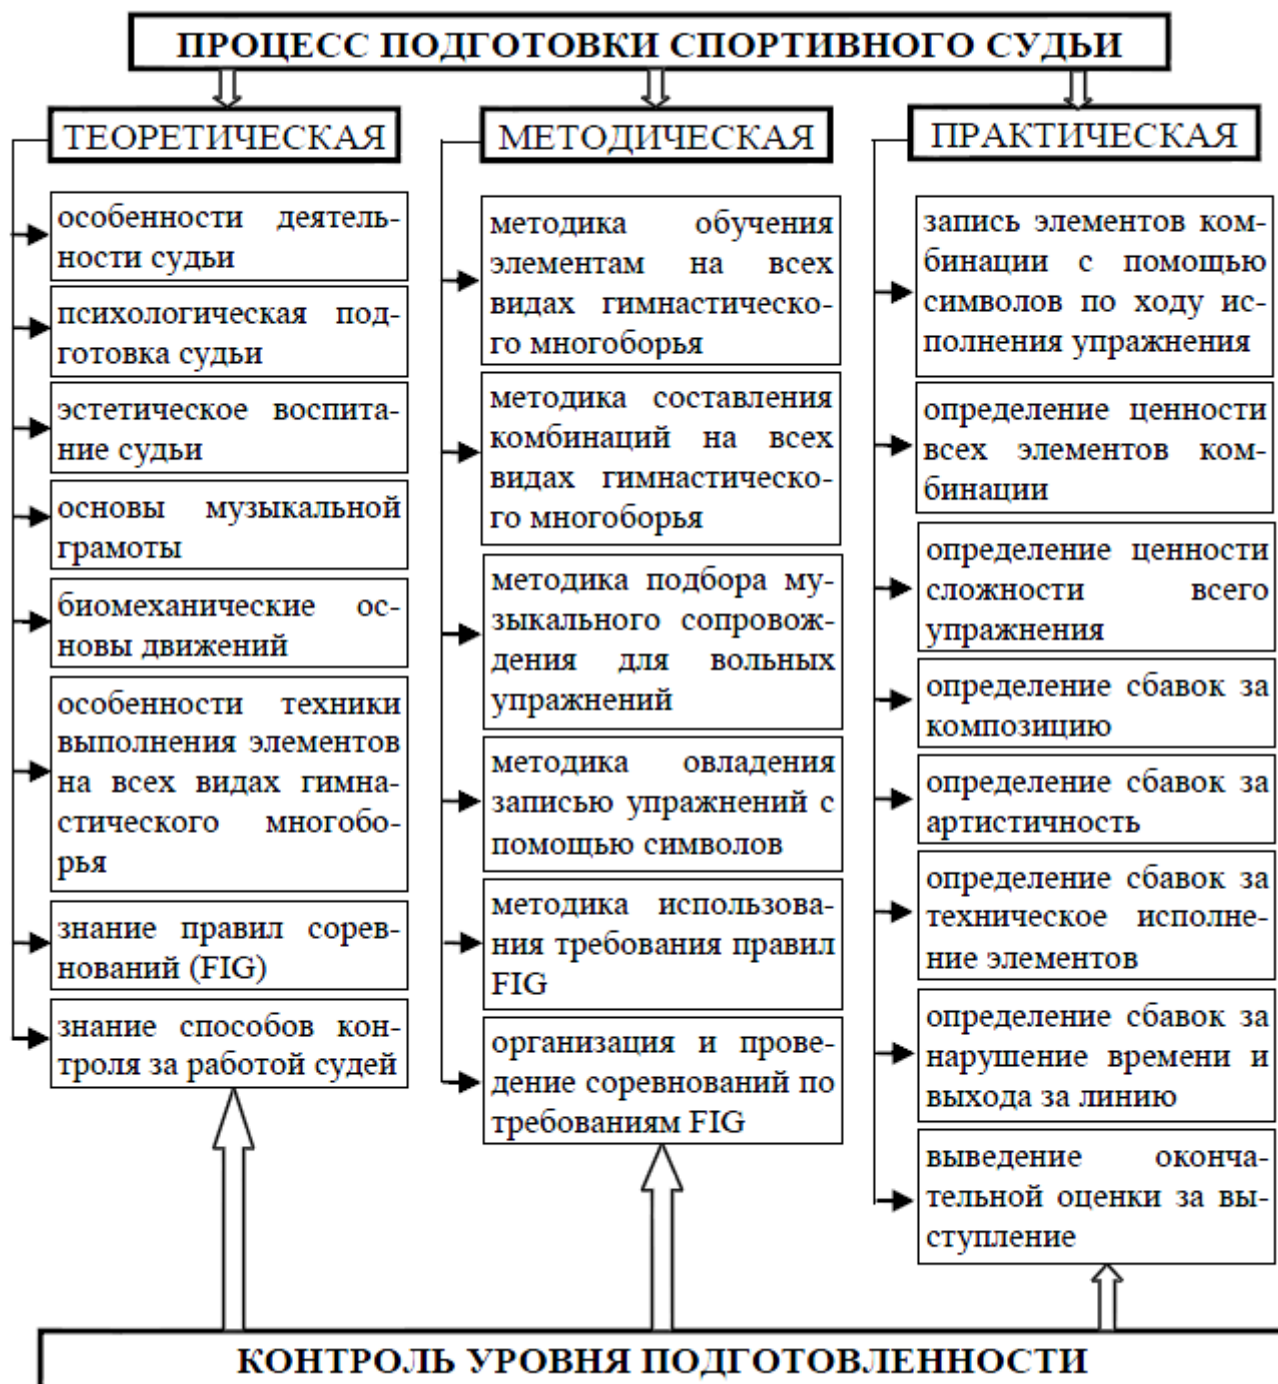 ПРОЦЕСС ПОДГОТОВКИ СПОРТИВНОГО СУДЬИ
ТЕОРЕТИЧЕСКАЯ
особенности деятель-
ности судьи
психологическая под-
готовка судьи
эстетическое воспита-
ние судьи
основы музыкальной
грамоты
биомеханические ос-
новы движений
особенности техники
выполнения элементов
на всех видах гимна-
стического многобо-
рья
знание правил сорев-
нований (FIG)
знание способов кон-
троля за работой судей
МЕТОДИЧЕСКАЯ
методика обучения
элементам на всех
видах гимнастическо-
го многоборья
методика составления
комбинаций на всех
видах гимнастическо-
го многоборья
методика подбора му-
зыкального сопровож-
дения для вольных
упражнений
методика овладения
записью упражнений с
помощью символов
методика использова-
ния требования правил
FIG
организация и прове-
дение соревнований по
требованиям FIG
ПРАКТИЧЕСКАЯ
запись элементов ком-
бинации с помощью
символов по ходу ис-
полнения упражнения
определение ценности
всех элементов ком-
бинации
определение ценности
сложности всего
упражнения
определение сбавок за
композицию
определение сбавок за
артистичность
определение сбавок за
техническое исполне-
ние элементов
определение сбавок за
нарушение времени и
выхода за линию
выведение оконча-
тельной оценки за вы-
ступление
КОНТРОЛЬ УРОВНЯ ПОДГОТОВЛЕННОСТИ